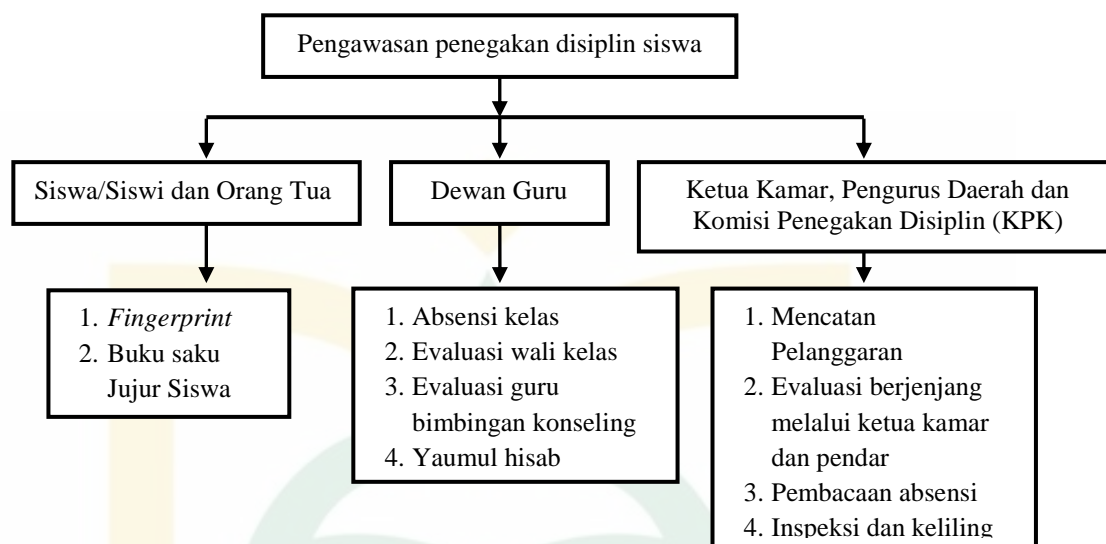 Pengawasan penegakan disiplin siswa
Siswa/Siswi dan Orang Tua
Dewan Guru
Ketua Kamar, Pengurus Daerah dan
Komisi Penegakan Disiplin (KPK)
1. Fingerprint
2. Buku saku
Jujur Siswa
1. Absensi kelas
2. Evaluasi wali kelas
3. Evaluasi guru
bimbingan konseling
4. Yaumul hisab
1. Mencatan
Pelanggaran
2. Evaluasi berjenjang
melalui ketua kamar
dan pendar
3. Pembacaan absensi
4. Inspeksi dan keliling